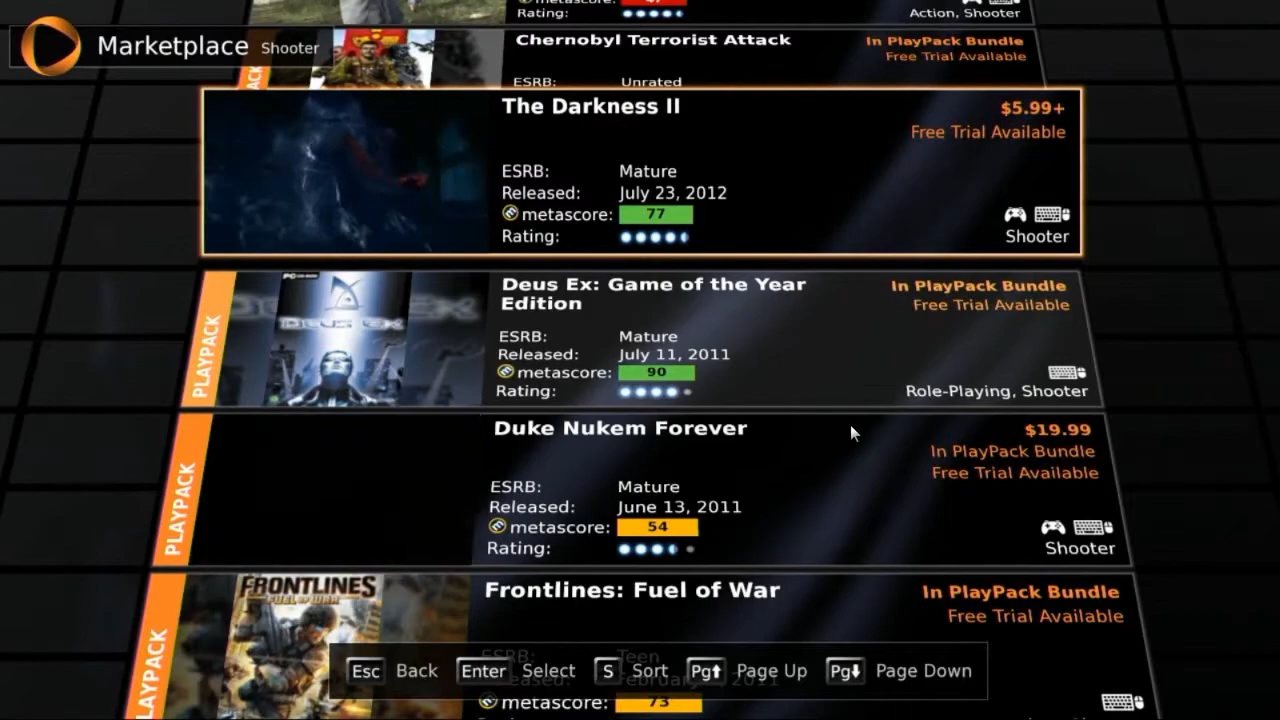 Rating:
Action, Shooter
Marketplace Shooter
Chernobyl Terrorist Attack
In PlayPack Bundle
Free Trial Available
ESRB: Unrated
The Darkness II
$5.99+
Free Trial Available
ESRB: Mature
Released: July 23, 2012
metascore: 77
Rating:
Shooter
PLAYPACK
PC
DEUS EX
Deus Ex: Game of the Year
Edition
In PlayPack Bundle
Free Trial Available
ESRB: Mature
Released: July 11, 2011
metascore: 90
Rating:
Role-Playing, Shooter
PLAYPACK
Duke Nukem Forever
$19.99
In PlayPack Bundle
Free Trial Available
ESRB: Mature
Released: June 13, 2011
metascore: 54
Rating:
Shooter
PLAYPACK
FRONTLINES
FUEL OF WAR
Frontlines: Fuel of War
In PlayPack Bundle
Free Trial Available
ESRB: Teen
Esc Back Enter Select S Sort Pg Page Up Pg Page Down
metascore: 73